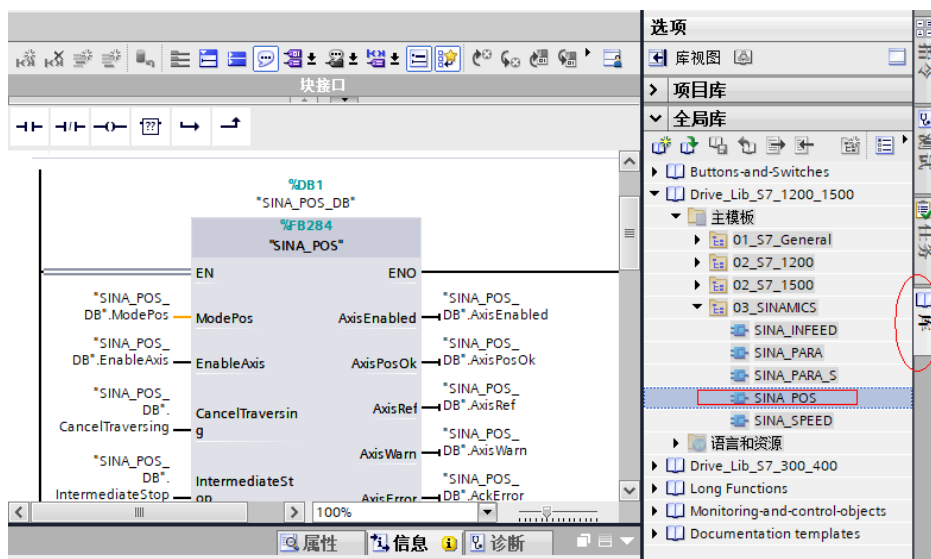 选项
库视图
块接口
项目库
全局库
Buttons-and-Switches
Drive_Lib_S7_1200_1500
主模板
01_S7_General
02_S7_1200
02_S7_1500
03_SINAMICS
SINA_INFEED
SINA_PARA
SINA_PARA_S
SINA_POS
SINA_SPEED
语言和资源
Drive_Lib_S7_300_400
Long Functions
Monitoring-and-control-objects
Documentation templates
??
%DB1
"SINA_POS_DB"
%FB284
"SINA_POS"
EN
ENO
"SINA_POS_
DB".ModePos
ModePos
AxisEnabled
"SINA_POS_
DB".AxisEnabled
"SINA_POS_
DB".EnableAxis
EnableAxis
AxisPosOk
"SINA_POS_
DB".AxisPosOk
"SINA_POS_
DB".
CancelTraversing
CancelTraversin
g
AxisRef
"SINA_POS_
DB".AxisRef
AxisWarn
"SINA_POS_
DB".AxisWarn
"SINA_POS_
DB".
IntermediateStop
IntermediateSt
op
AxisError
"SINA_POS_
DB".AckError
100%
属性
信息
诊断
任务
库